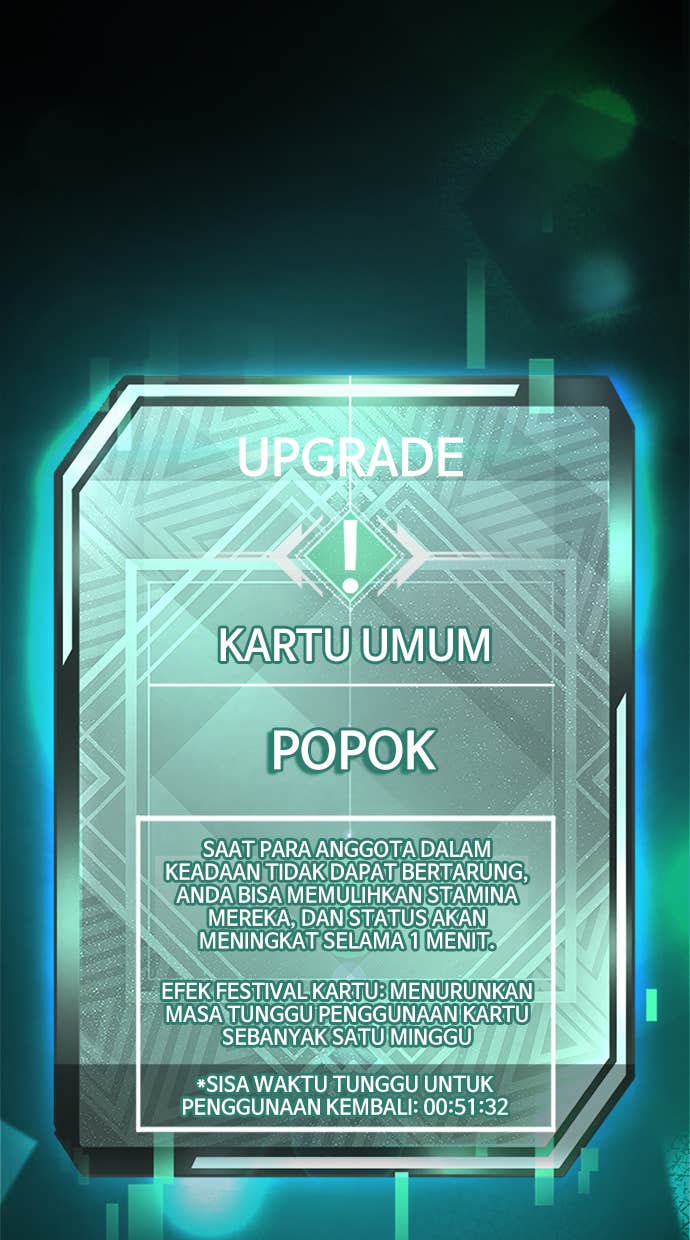 UPGRADE
!
KARTU UMUM
POPOK
SAAT PARA ANGGOTA DALAM
KEADAAN TIDAK DAPAT BERTARUNG,
ANDA BISA MEMULIHKAN STAMINA
MEREKA, DAN STATUS AKAN
MENINGKAT SELAMA 1 MENIT.
EFEK FESTIVAL KARTU: MENURUNKAN
MASA TUNGGU PENGGUNAAN KARTU
SEBANYAK SATU MINGGU
*SISA WAKTU TUNGGU UNTUK
PENGGUNAAN KEMBALI: 00:51:32